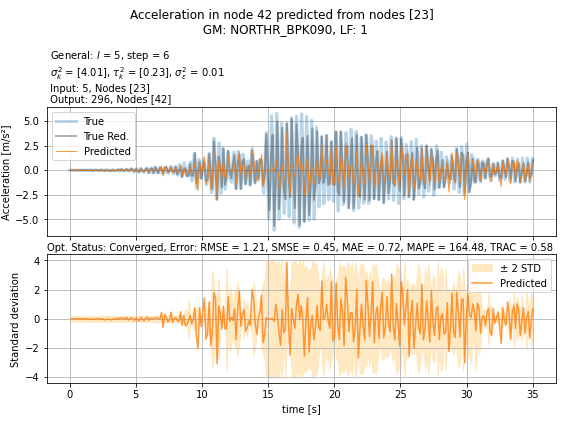 Acceleration in node 42 predicted from nodes [23]
GM: NORTHR_BPK090, LF: 1
General: l = 5, step = 6
σ²ₖ = [4.01], τ²ₖ = [0.23], σ²ε = 0.01
Input: 5, Nodes [23]
Output: 296, Nodes [42]
True
True Red.
Predicted
Acceleration [m/s²]
5.0
2.5
0.0
−2.5
−5.0
Opt. Status: Converged, Error: RMSE = 1.21, SMSE = 0.45, MAE = 0.72, MAPE = 164.48, TRAC = 0.58
± 2 STD
Predicted
Standard deviation
4
2
0
−2
−4
0 5 10 15 20 25 30 35
time [s]